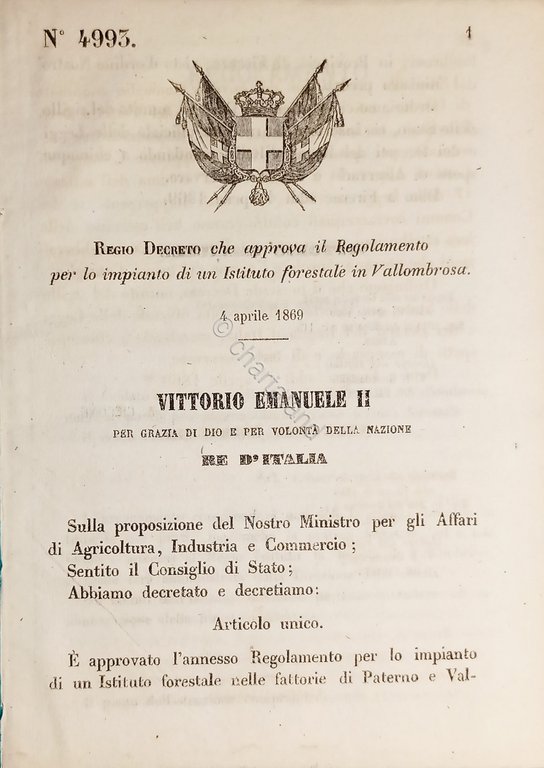 N° 4993.
1
REGIO DECRETO che approva il Regolamento
per lo impianto di un Istituto forestale in Vallombrosa.
4 aprile 1869
© chartaland
VITTORIO EMANUELE II
PER GRAZIA DI DIO E PER VOLONTÀ DELLA NAZIONE
RE D'ITALIA
Sulla proposizione del Nostro Ministro per gli Affari
di Agricoltura, Industria e Commercio;
Sentito il Consiglio di Stato;
Abbiamo decretato e decretiamo:
Articolo unico.
È approvato l'annesso Regolamento per lo impianto
di un Istituto forestale nelle fattorie di Paterno e Val-